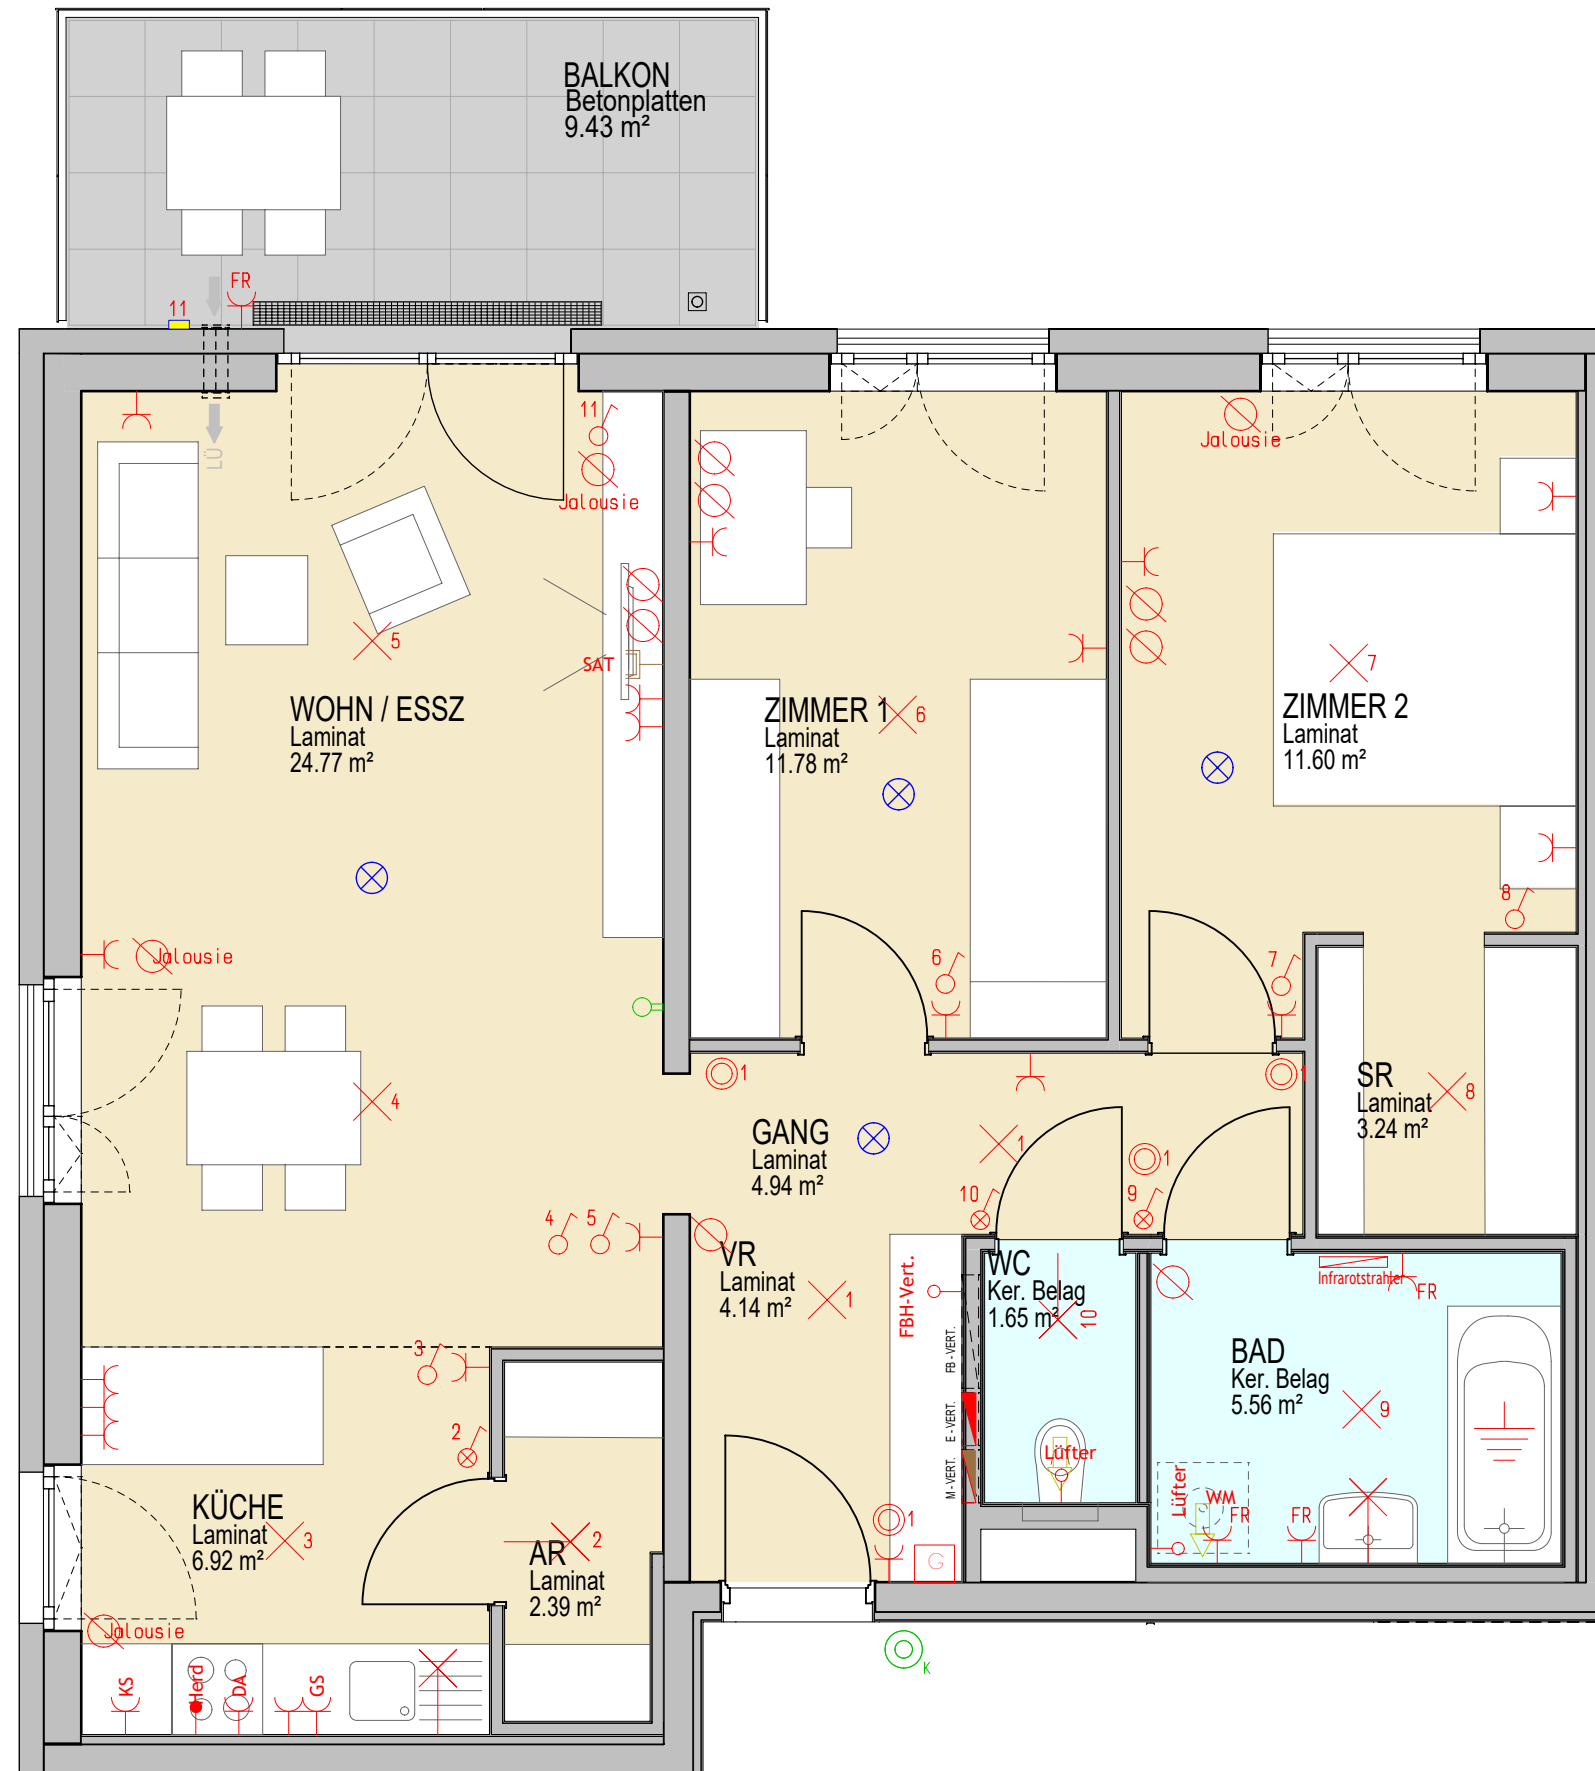 BALKON
Betonplatten
9.43 m²
FR
11
LÜ
11
Jalousie
Jalousie
5
SAT
WOHN / ESSZ
Laminat
24.77 m²
ZIMMER 1
Laminat
11.78 m²
6
7
ZIMMER 2
Laminat
11.60 m²
8
Jalousie
6
7
4
1
1
SR
Laminat
3.24 m²
8
GANG
Laminat
4.94 m²
1
1
10
9
4
5
VR
Laminat
4.14 m²
1
FBH-Vert.
WC
Ker. Belag
1.65 m²
10
Infrarotstrahler
FR
FB -VERT.
E -VERT.
M -VERT.
BAD
Ker. Belag
5.56 m²
9
3
2
Lüfter
Lüfter
WM
FR
FR
KÜCHE
Laminat
6.92 m²
3
AR
Laminat
2.39 m²
2
1
G
Jalousie
KS
Herd
DA
GS
K